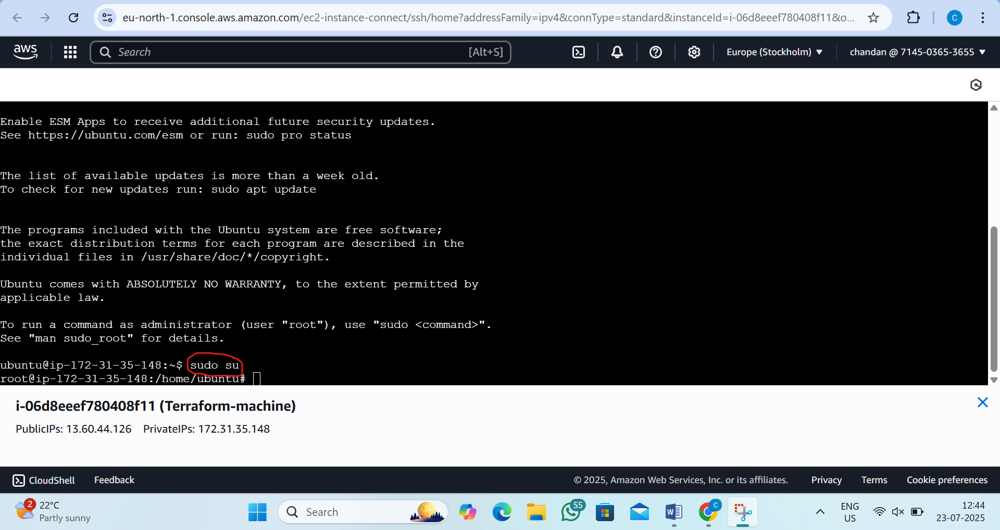 eu-north-1.console.aws.amazon.com/ec2-instance-connect/ssh/home?addressFamily=ipv4&connType=standard&instanceId=i-06d8eeef780408f11&o...
C
aws
Search
[Alt+S]
Europe (Stockholm)
chandan @ 7145-0365-3655
Enable ESM Apps to receive additional future security updates.
See https://ubuntu.com/esm or run: sudo pro status
The list of available updates is more than a week old.
To check for new updates run: sudo apt update
The programs included with the Ubuntu system are free software;
the exact distribution terms for each program are described in the
individual files in /usr/share/doc/*/copyright.
Ubuntu comes with ABSOLUTELY NO WARRANTY, to the extent permitted by
applicable law.
To run a command as administrator (user "root"), use "sudo <command>".
See "man sudo_root" for details.
ubuntu@ip-172-31-35-148:~$ sudo su
root@ip-172-31-35-148:/home/ubuntu#
i-06d8eeef780408f11 (Terraform-machine)
PublicIPs: 13.60.44.126 PrivateIPs: 172.31.35.148
CloudShell
Feedback
© 2025, Amazon Web Services, Inc. or its affiliates.
Privacy
Terms
Cookie preferences
2
22°C
Partly sunny
Search
55
W
C
ENG
US
12:44
23-07-2025